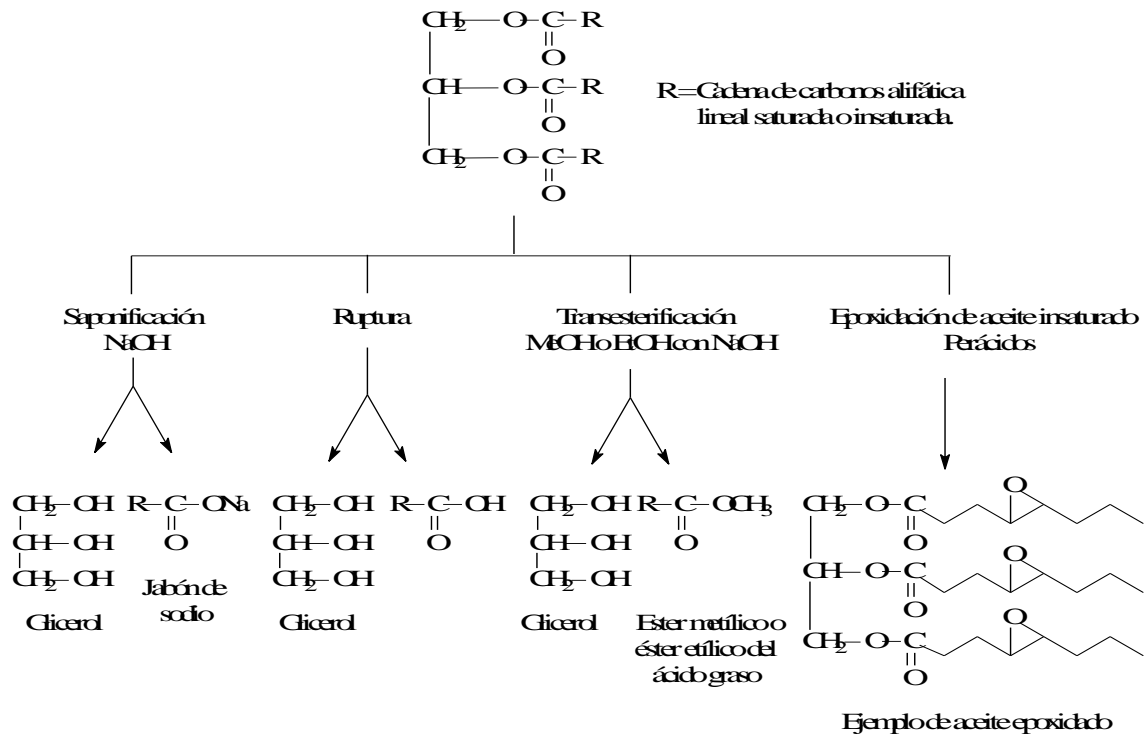 CH2—O—C—R
O
CH—O—C—R
O
CH2—O—C—R
O
R=Cadena de carbonos alifática
lineal saturada o insaturada.
Saponificación
NaOH
Ruptura
Transesterificación
MeOH o EtOH con NaOH
Epoxidación de aceite insaturado
Perácidos
CH2—OH R—C—ONa
CH—OH O
CH2—OH
Glicerol
Jabón de
sodio
CH2—OH R—C—OH
CH—OH O
CH2—OH
Glicerol
CH2—OH R—C—OCH3
CH—OH O
CH2—OH
Glicerol
Ester metílico o
éster etílico del
ácido graso
CH2—O—C O
O
CH—O—C O
O
CH2—O—C O
O
Ejemplo de aceite epoxidado